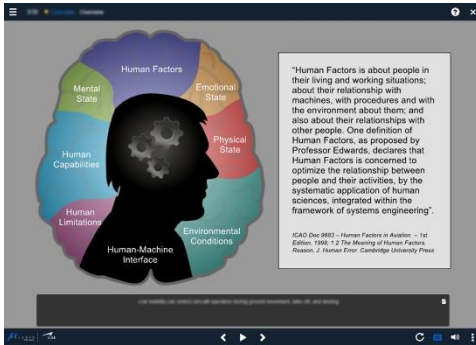 Human Factors
Mental
State
Emotional
State
Human
Capabilities
Physical
State
Human
Limitations
Environmental
Conditions
Human-Machine
Interface
“Human Factors is about people in
their living and working situations;
about their relationship with
machines, with procedures and with
the environment about them; and
also about their relationships with
other people. One definition of
Human Factors, as proposed by
Professor Edwards, declares that
Human Factors is concerned to
optimize the relationship between
people and their activities, by the
systematic application of human
sciences, integrated within the
framework of systems engineering”.
ICAO Doc 9683 – Human Factors in Aviation – 1st
Edition, 1998; 1.2 The Meaning of Human Factors.
Reason, J. Human Error. Cambridge University Press